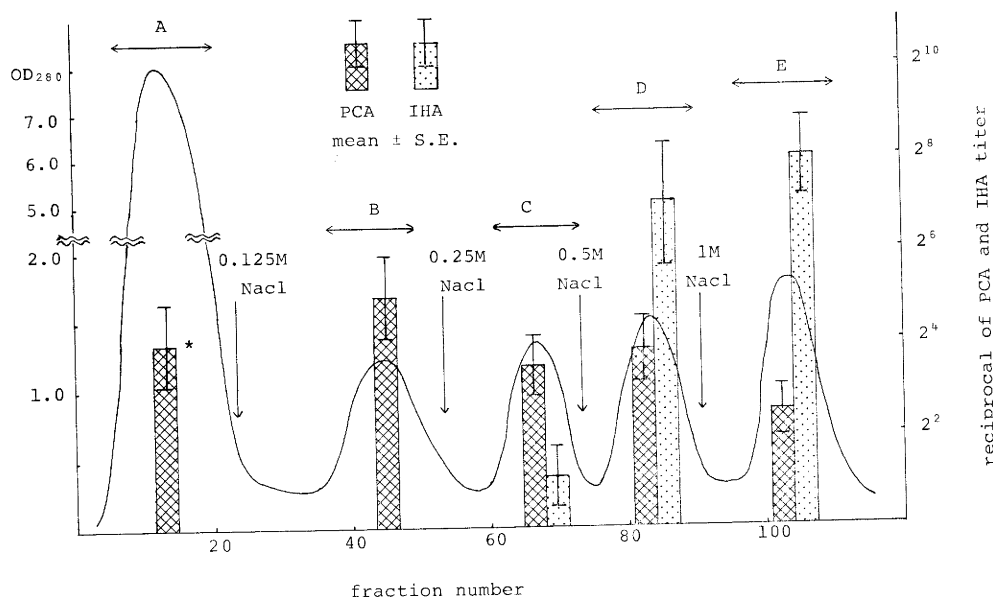 A
OD280
7.0
6.0
5.0
2.0
1.0
PCA IHA
mean ± S.E.
B
C
D
E
0.125M
Nacl
0.25M
Nacl
0.5M
Nacl
1M
Nacl
*
2^10
2^8
2^6
2^4
2^2
reciprocal of PCA and IHA titer
20 40 60 80 100
fraction number